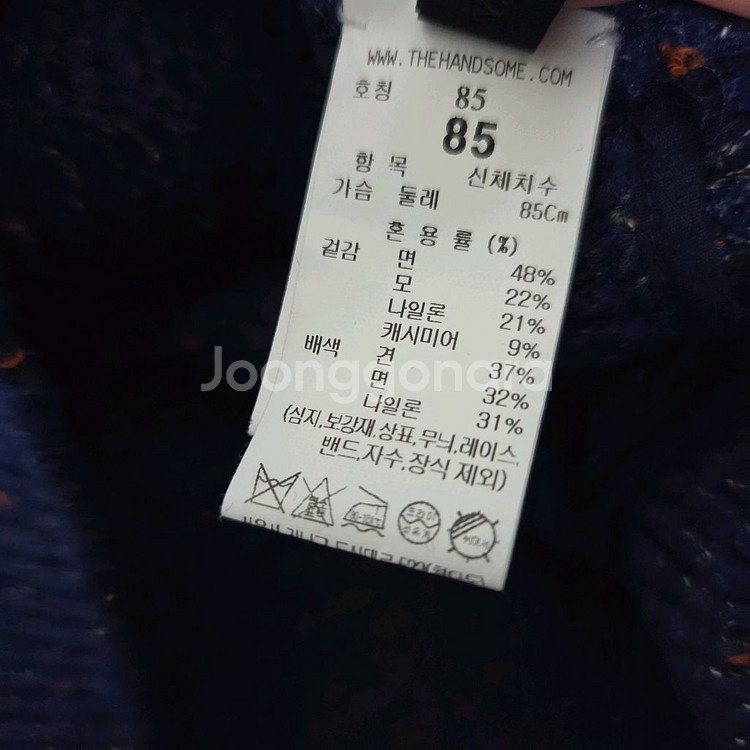 WWW.THEHANDSOME.COM
호칭 85
85
항 목 신체치수
가슴 둘레 85Cm
혼 용 률 (%)
겉감 면 48%
모 22%
나일론 21%
캐시미어 9%
배색 견 37%
면 32%
나일론 31%
(심지,보강재,상표,무늬,레이스,
밴드,자수,장식 제외)
드라이
Joonggonara